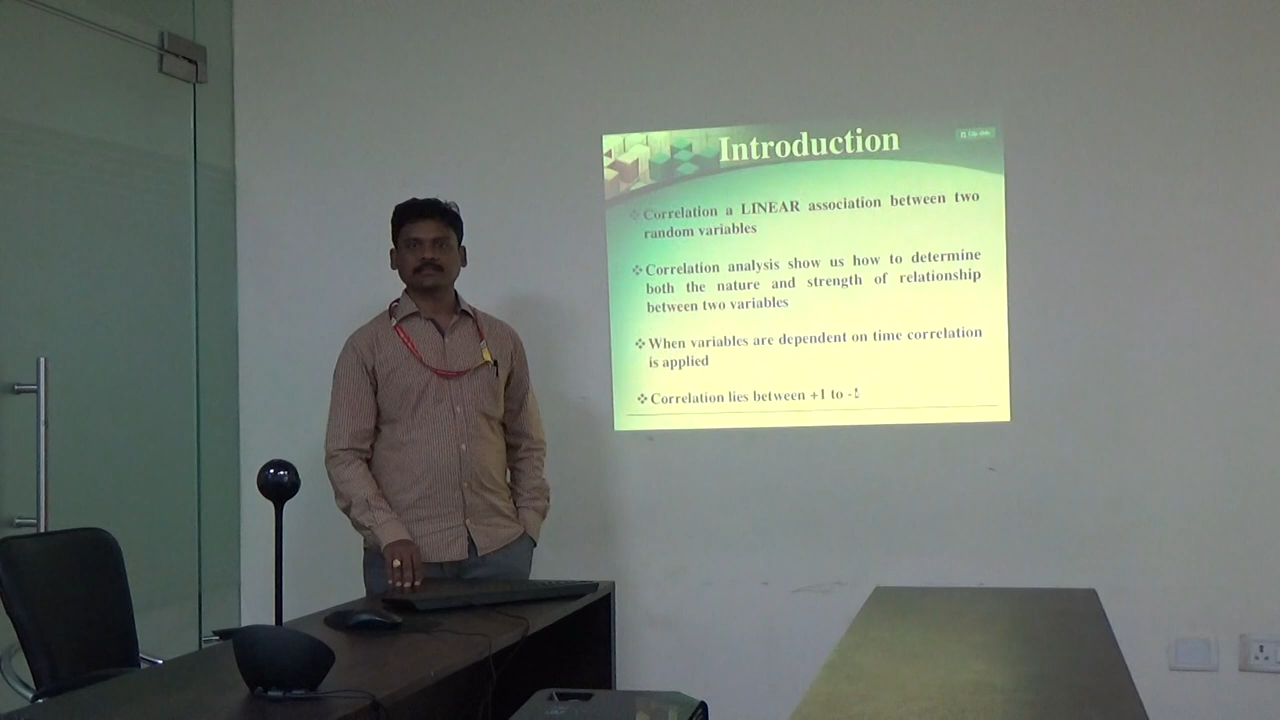 Introduction
❖ Correlation a LINEAR association between two
random variables
❖ Correlation analysis show us how to determine
both the nature and strength of relationship
between two variables
❖ When variables are dependent on time correlation
is applied
❖ Correlation lies between +1 to -1